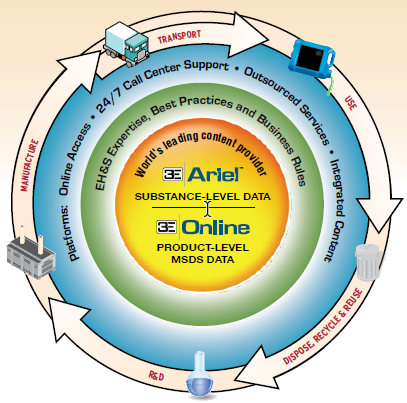 TRANSPORT
USE
DISPOSE, RECYCLE & REUSE
R&D
MANUFACTURE
Platforms: Online Access • 24/7 Call Center Support • Outsourced Services • Integrated Content
EH&S Expertise, Best Practices and Business Rules
World's leading content provider
3E Ariel™
SUBSTANCE-LEVEL DATA
3E Online
PRODUCT-LEVEL
MSDS DATA